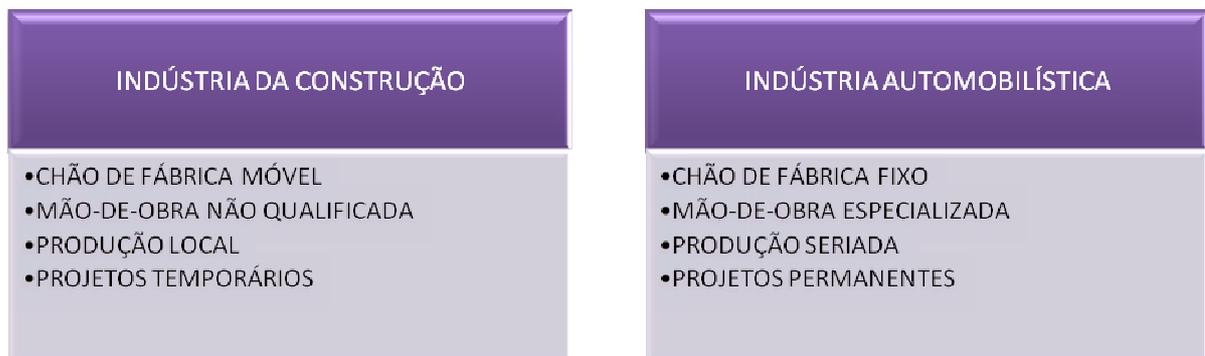 INDÚSTRIA DA CONSTRUÇÃO
•CHÃO DE FÁBRICA MÓVEL
•MÃO-DE-OBRA NÃO QUALIFICADA
•PRODUÇÃO LOCAL
•PROJETOS TEMPORÁRIOS
INDÚSTRIA AUTOMOBILÍSTICA
•CHÃO DE FÁBRICA FIXO
•MÃO-DE-OBRA ESPECIALIZADA
•PRODUÇÃO SERIADA
•PROJETOS PERMANENTES